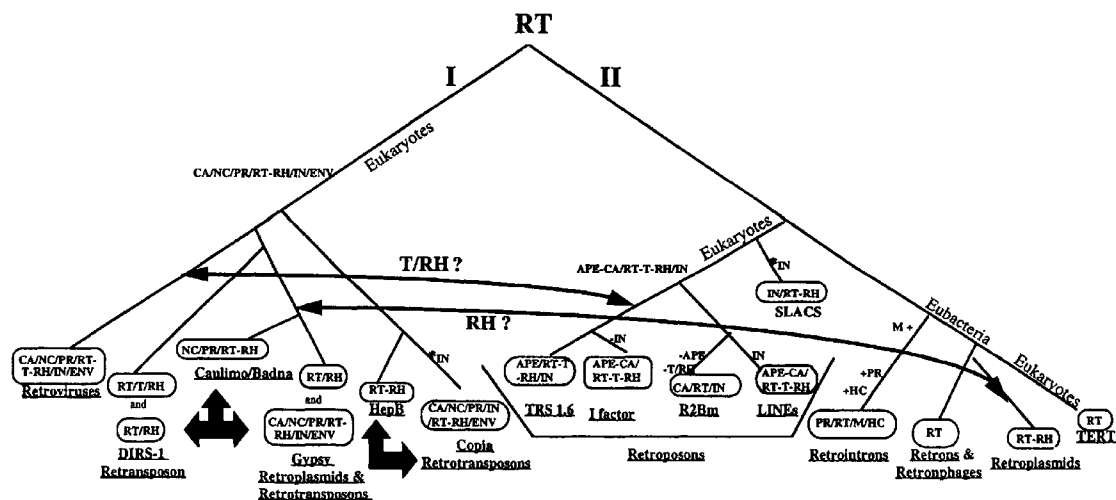 RT
I
II
Eukaryotes
CA/NC/PR/RT-RH/IN/ENV
Eukaryotes
IN
APE-CA/RT-T-RH/IN
T/RH ?
IN/RT-RH
SLACS
Eubacteria
RH ?
M +
-IN
NC/PR/RT-RH
Caulimo/Badna
CA/NC/PR/RT-
T-RH/IN/ENV
Retroviruses
RT/T/RH
and
RT/RH
DIRS-1
Retransposon
RT/RH
and
CA/NC/PR/RT-
RH/IN/ENV
Gypsy
Retroplasmids &
Retrotransposons
IN
RT-RH
HepB
CA/NC/PR/IN
/RT-RH/ENV
Copia
Retrotransposons
APE/RT-T
-RH/IN
TRS 1.6
APE-CA/
RT-T-RH
I factor
-APE
-T/RH
CA/RT/IN
R2Bm
IN
APE-CA/
RT-T-RH
LINEs
Retroposons
+PR
+HC
PR/RT/M/HC
Retrointrons
RT
Retrons &
Retronphages
RT-RH
Retroplasmids
Eukaryotes
RT
TERT